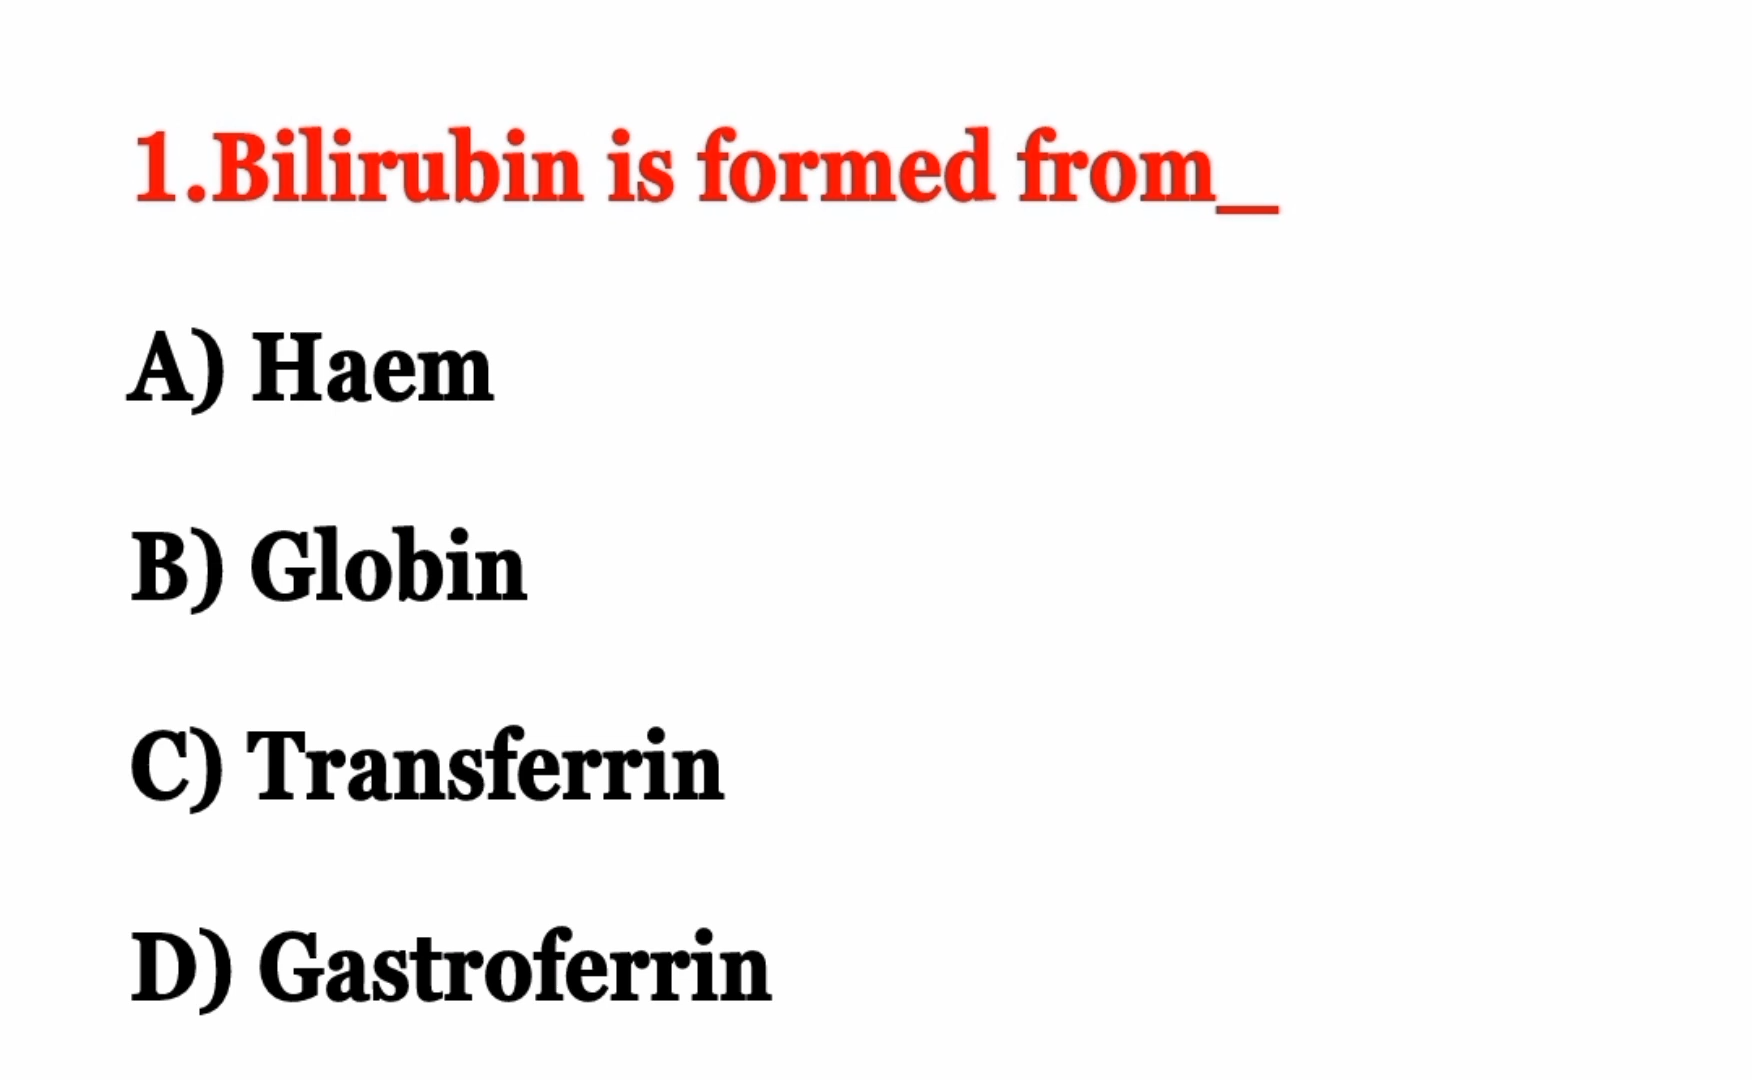 1.Bilirubin is formed from_
A) Haem
B) Globin
C) Transferrin
D) Gastroferrin